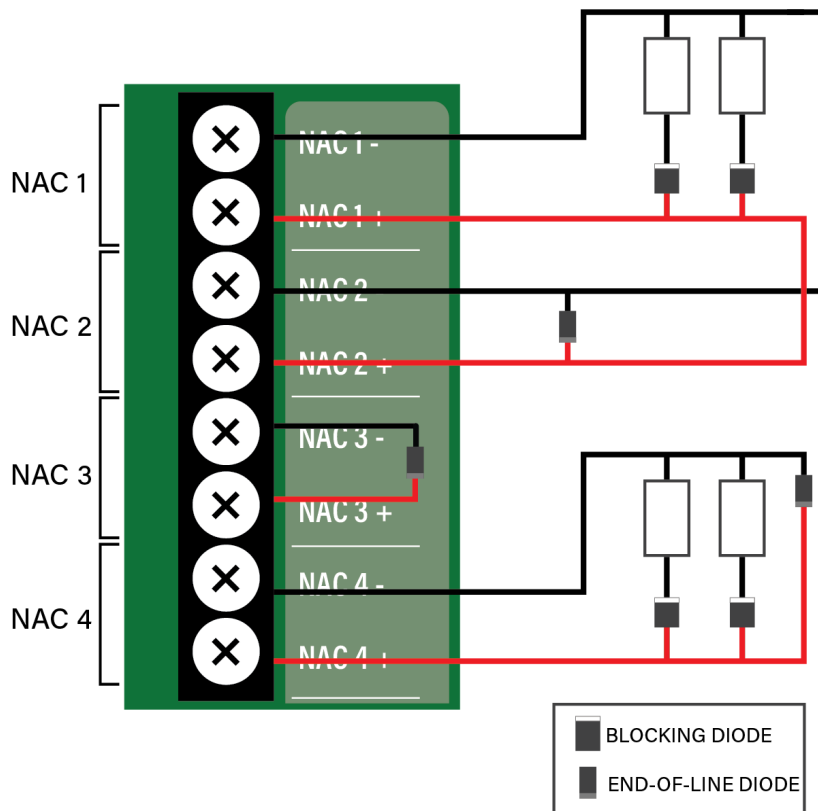 NAC 1
NAC 2
NAC 3
NAC 4
NAC 1 -
NAC 1 +
NAC 2
NAC 2 +
NAC 3 -
NAC 3 +
NAC 4 -
NAC 4 +
BLOCKING DIODE
END-OF-LINE DIODE